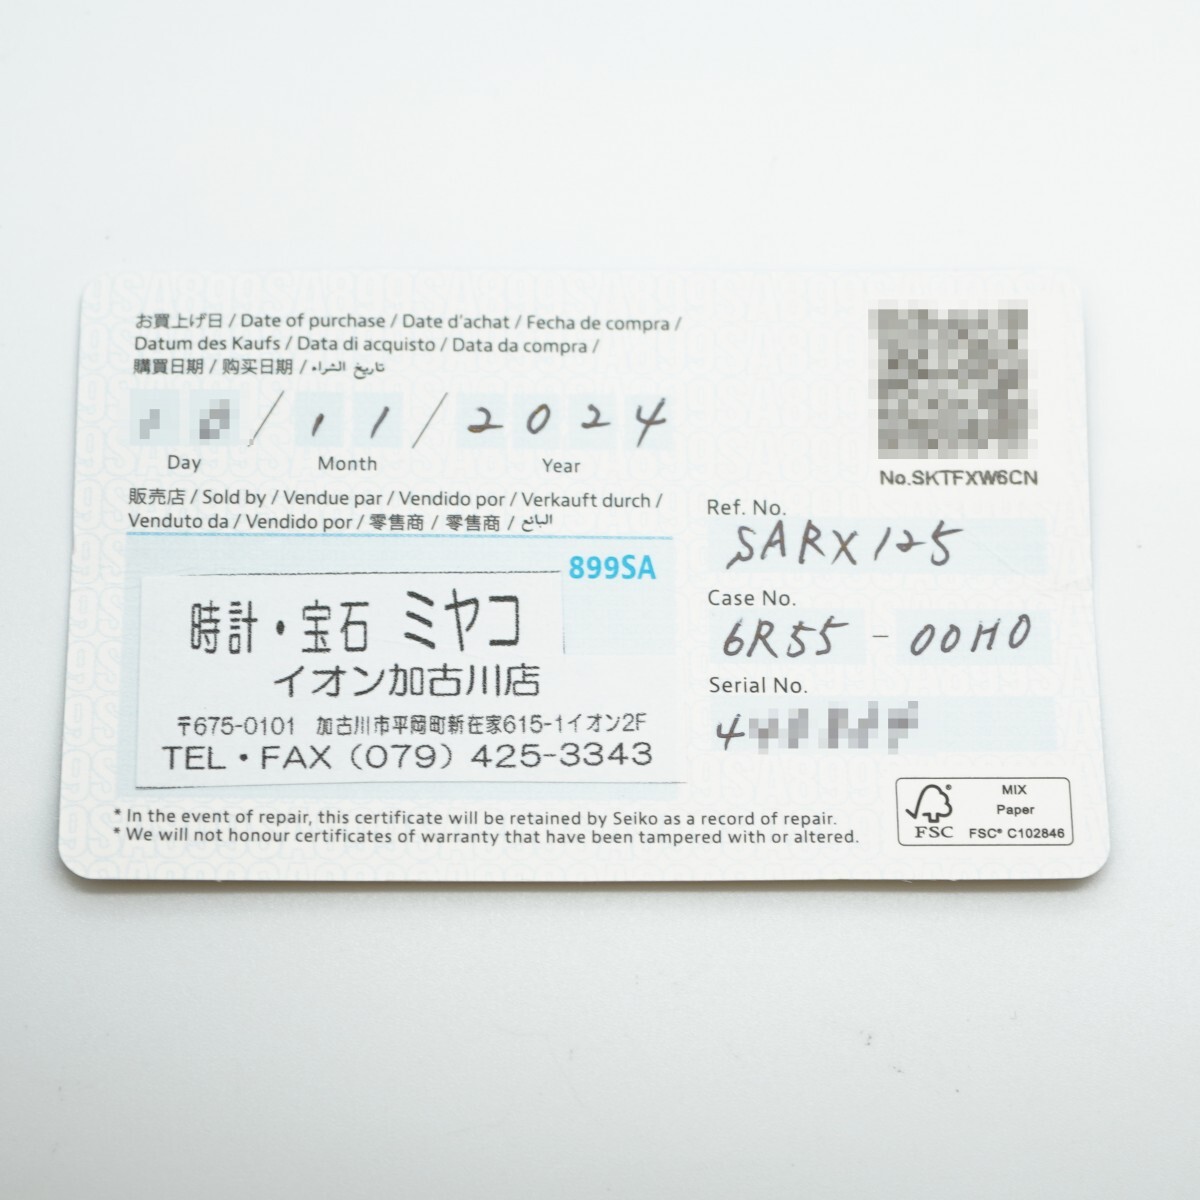 お買上げ日 / Date of purchase / Date d'achat / Fecha de compra /
Datum des Kaufs / Data di acquisto / Data da compra /
購買日期 / 购买日期 / تاريخ الشراء
/ 11 / 2024
Day Month Year
No.SKTFXW6CN
販売店 / Sold by / Vendue par / Vendido por / Verkauft durch /
Venduto da / Vendido por / 零售商 / 零售商 / البائع
899SA
時計・宝石 ミヤコ
イオン加古川店
〒675-0101 加古川市平岡町新在家615-1イオン2F
TEL・FAX (079) 425-3343
Ref. No.
SARX125
Case No.
6R55 - 00H0
Serial No.
* In the event of repair, this certificate will be retained by Seiko as a record of repair.
* We will not honour certificates of warranty that have been tampered with or altered.
FSC
MIX
Paper
FSC® C102846